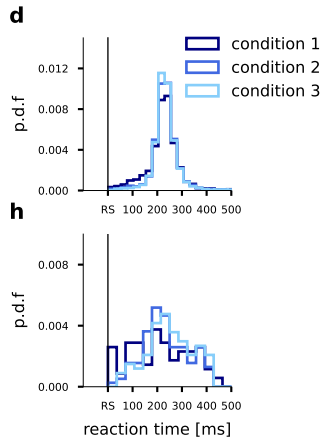 d
condition 1
condition 2
condition 3
p.d.f
0.012
0.008
0.004
0.000
RS 100 200 300 400 500
h
p.d.f
0.008
0.004
0.000
RS 100 200 300 400 500
reaction time [ms]